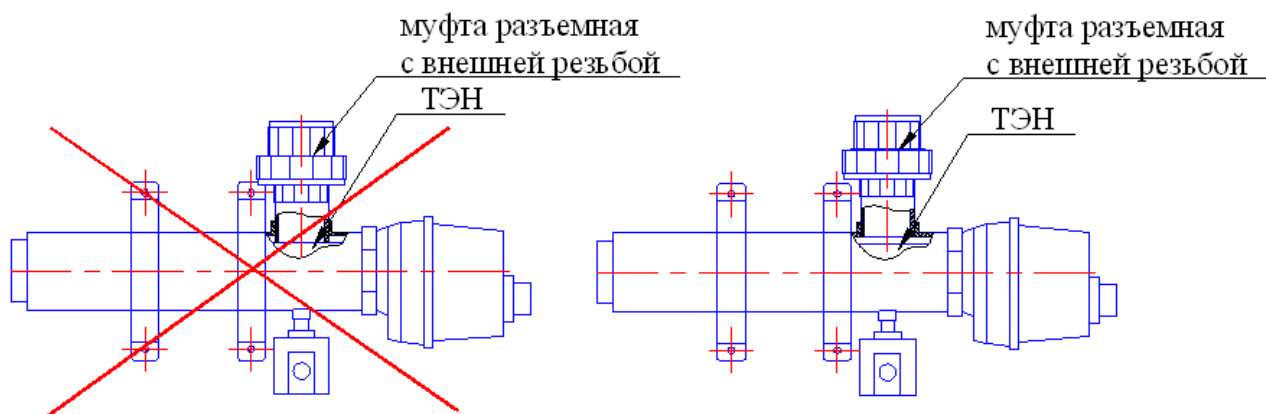 муфта разъемная
с внешней резьбой
ТЭН
муфта разъемная
с внешней резьбой
ТЭН